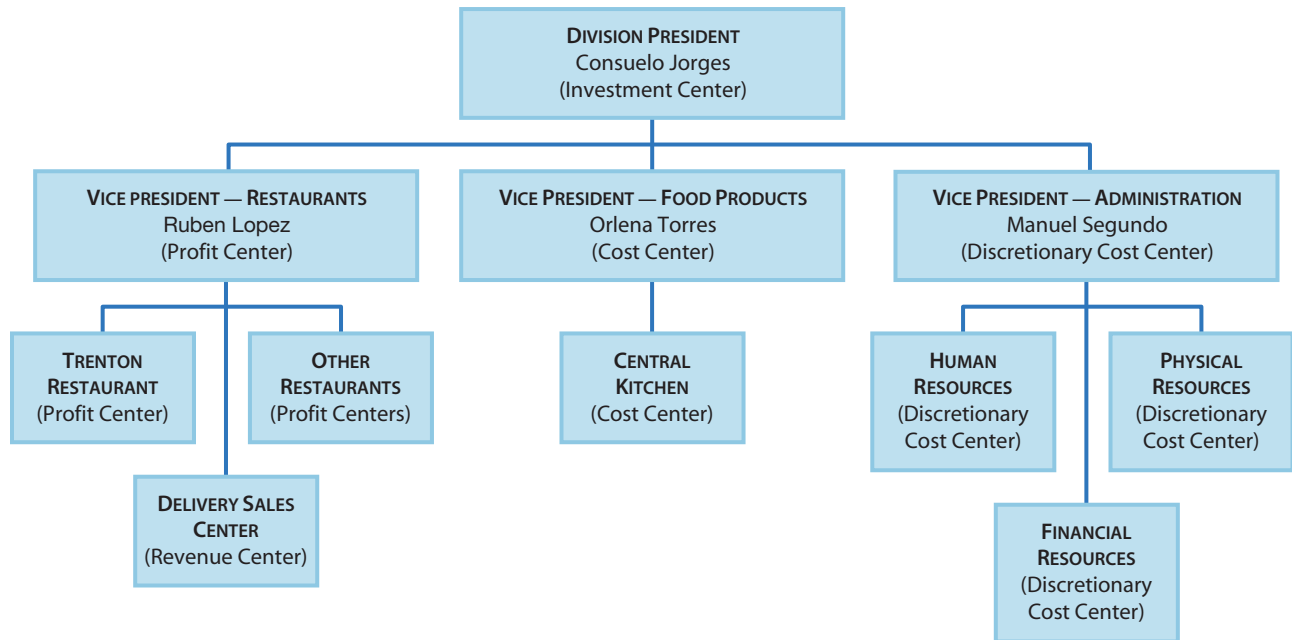 DIVISION PRESIDENT
Consuelo Jorges
(Investment Center)
VICE PRESIDENT — RESTAURANTS
Ruben Lopez
(Profit Center)
VICE PRESIDENT — FOOD PRODUCTS
Orlena Torres
(Cost Center)
VICE PRESIDENT — ADMINISTRATION
Manuel Segundo
(Discretionary Cost Center)
TRENTON
RESTAURANT
(Profit Center)
OTHER
RESTAURANTS
(Profit Centers)
CENTRAL
KITCHEN
(Cost Center)
HUMAN
RESOURCES
(Discretionary
Cost Center)
PHYSICAL
RESOURCES
(Discretionary
Cost Center)
DELIVERY SALES
CENTER
(Revenue Center)
FINANCIAL
RESOURCES
(Discretionary
Cost Center)